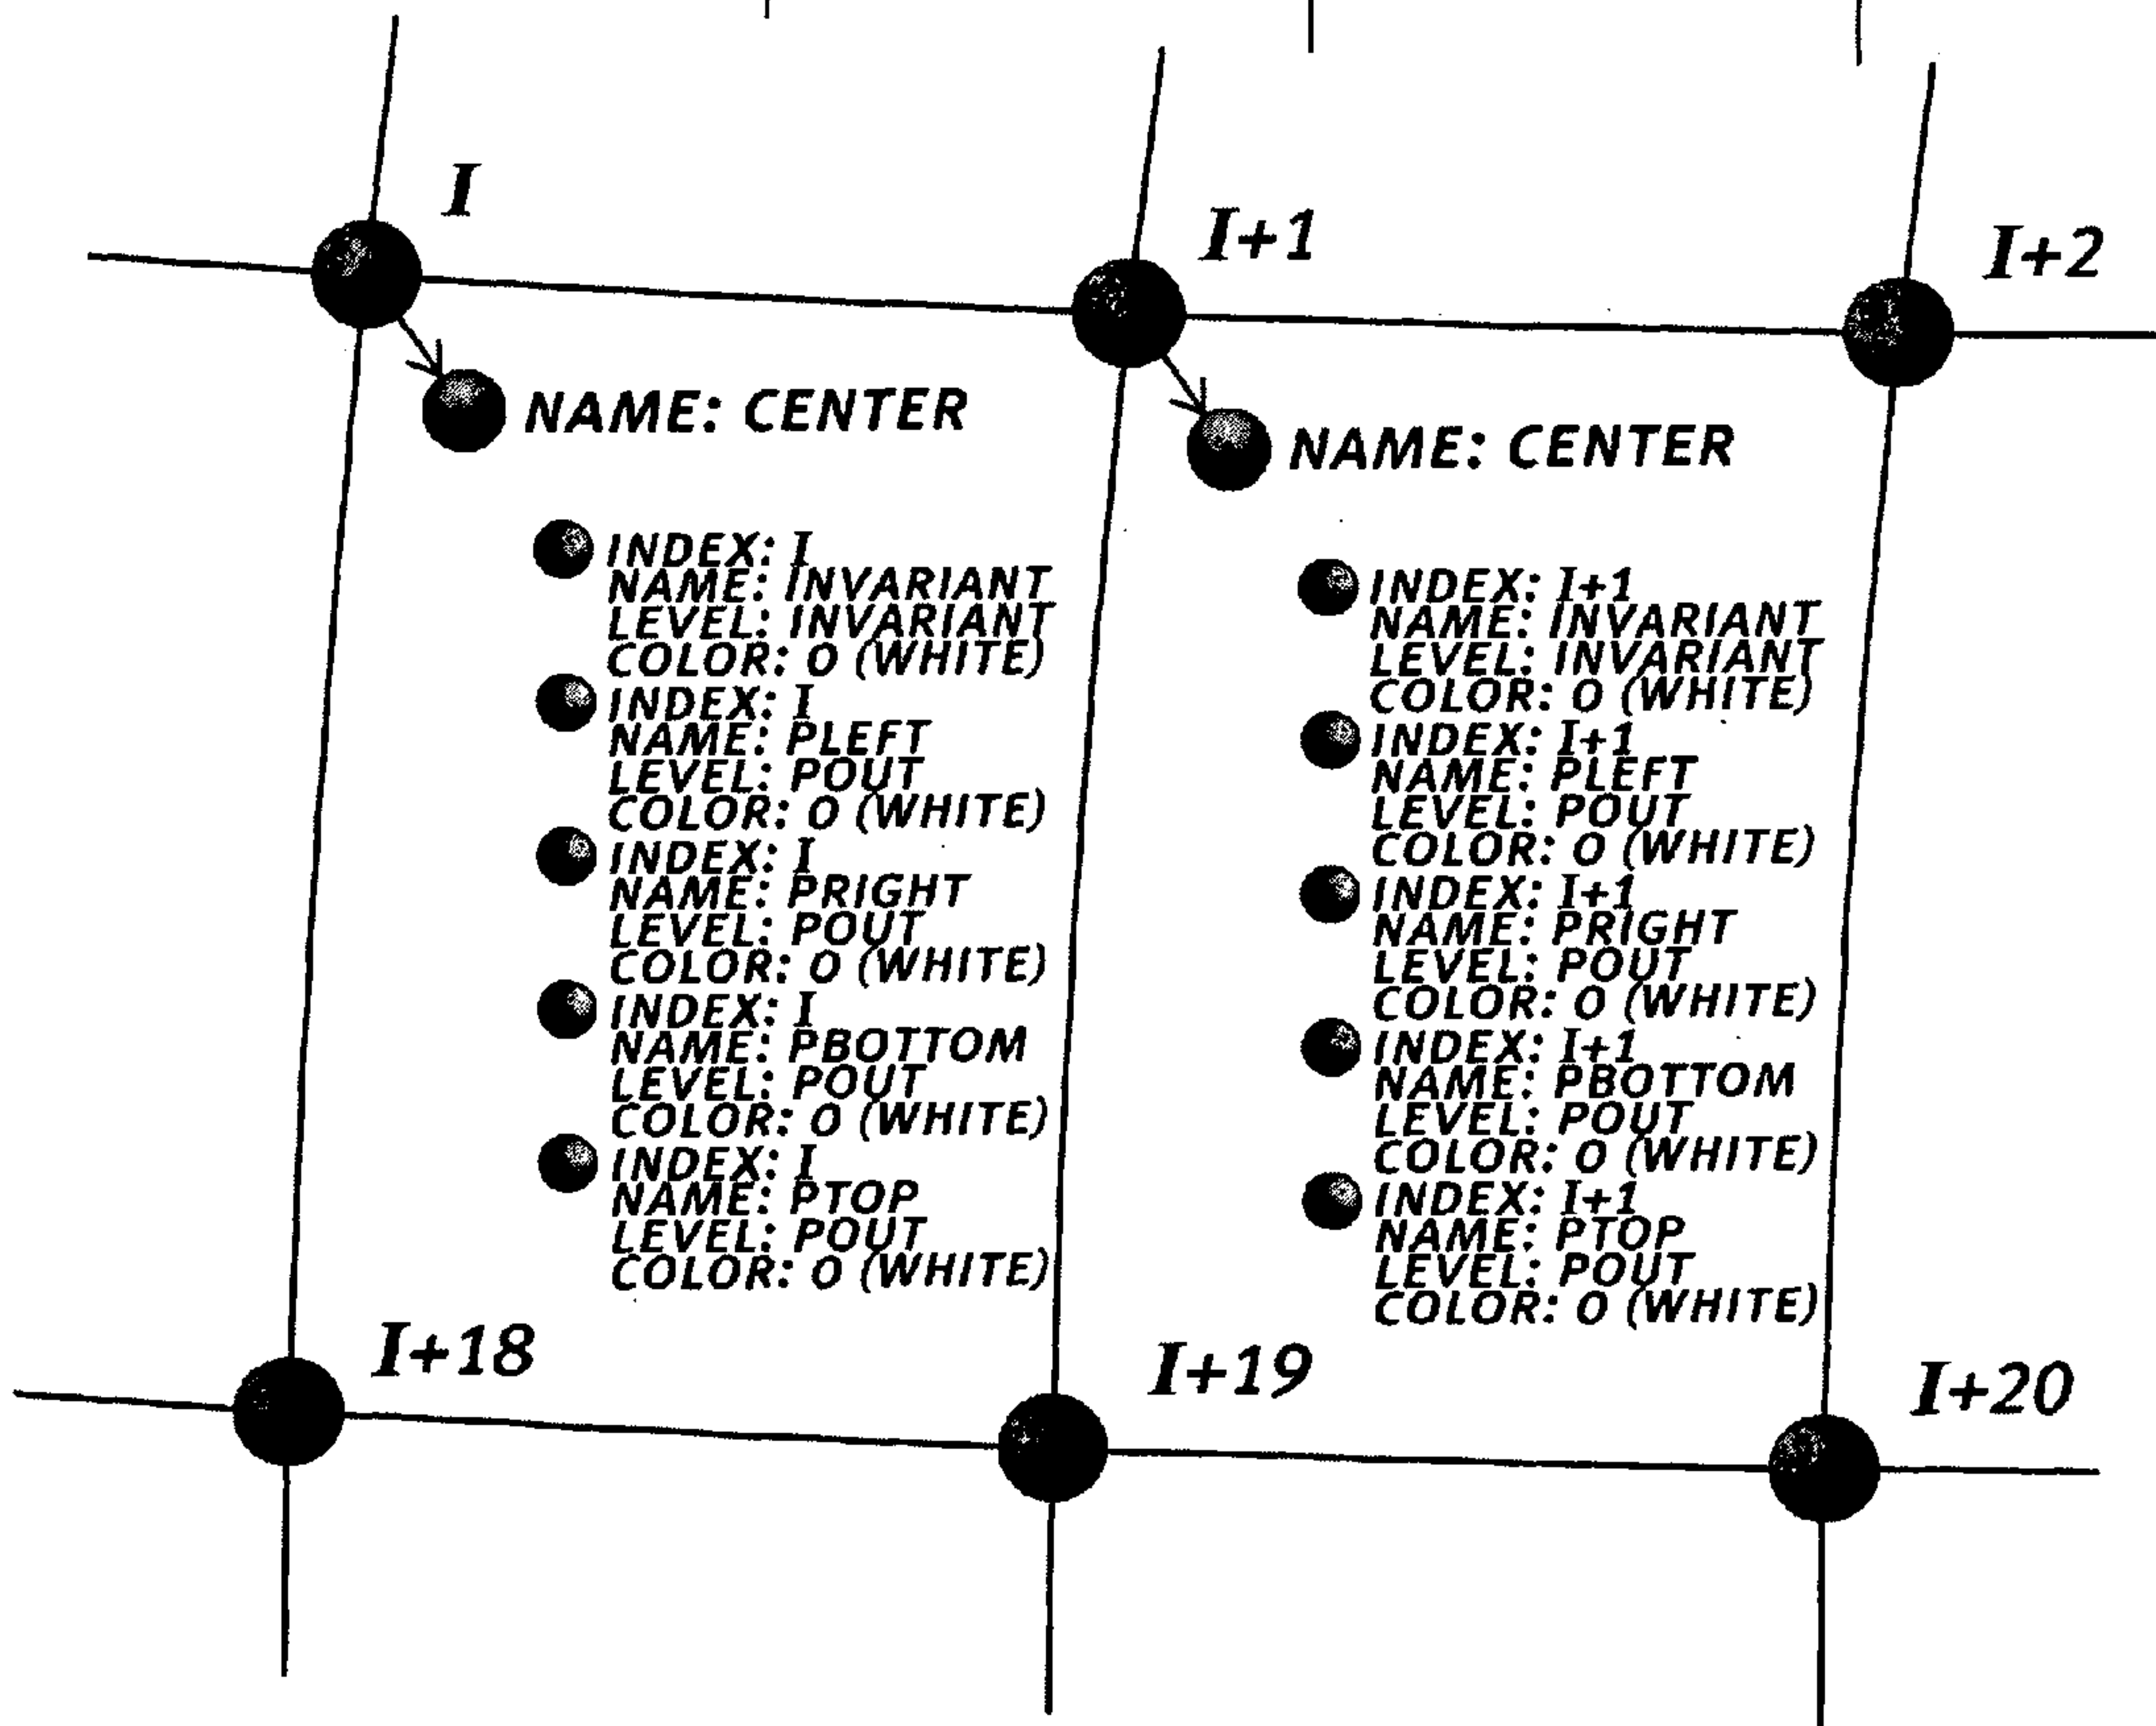 I
I+1
I+2
NAME: CENTER
INDEX: I
NAME: INVARIANT
LEVEL: INVARIANT
COLOR: 0 (WHITE)
INDEX: I
NAME: PLEFT
LEVEL: POUT
COLOR: 0 (WHITE)
INDEX: I
NAME: PRIGHT
LEVEL: POUT
COLOR: 0 (WHITE)
INDEX: I
NAME: PBOTTOM
LEVEL: POUT
COLOR: 0 (WHITE)
INDEX: I
NAME: PTOP
LEVEL: POUT
COLOR: 0 (WHITE)
NAME: CENTER
INDEX: I+1
NAME: INVARIANT
LEVEL: INVARIANT
COLOR: 0 (WHITE)
INDEX: I+1
NAME: PLEFT
LEVEL: POUT
COLOR: 0 (WHITE)
INDEX: I+1
NAME: PRIGHT
LEVEL: POUT
COLOR: 0 (WHITE)
INDEX: I+1
NAME: PBOTTOM
LEVEL: POUT
COLOR: 0 (WHITE)
INDEX: I+1
NAME: PTOP
LEVEL: POUT
COLOR: 0 (WHITE)
I+18
I+19
I+20